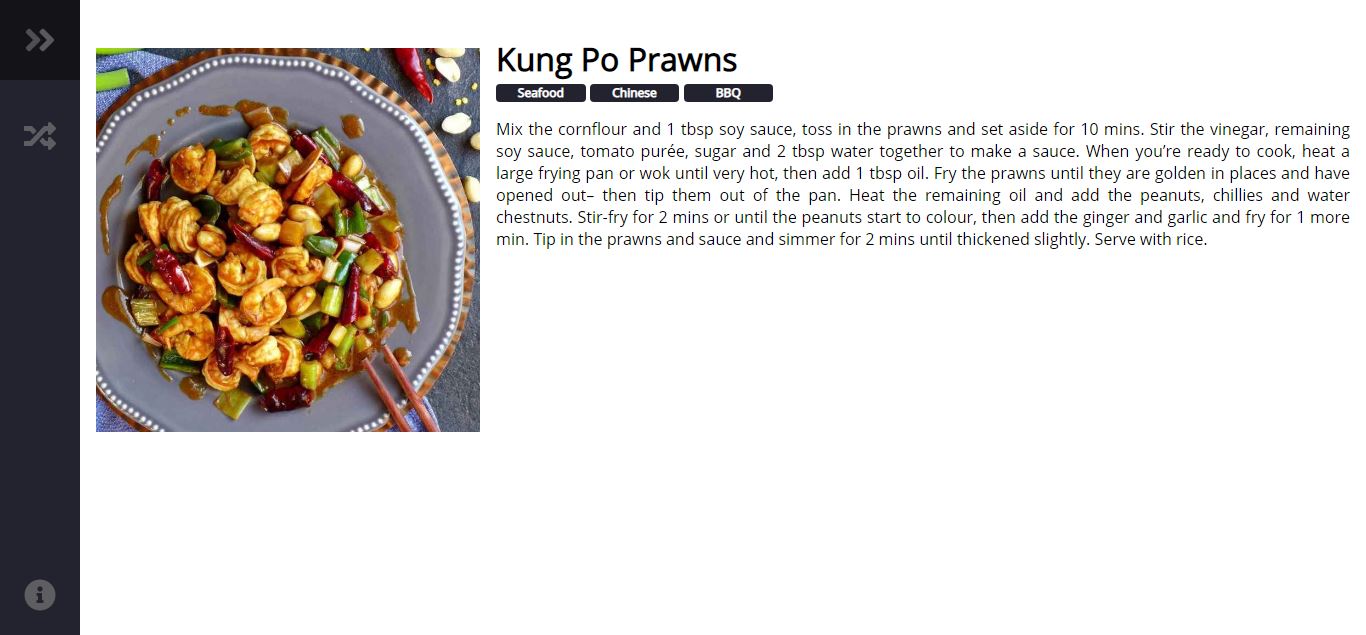 Kung Po Prawns
Seafood
Chinese
BBQ
Mix the cornflour and 1 tbsp soy sauce, toss in the prawns and set aside for 10 mins. Stir the vinegar, remaining
soy sauce, tomato purée, sugar and 2 tbsp water together to make a sauce. When you’re ready to cook, heat a
large frying pan or wok until very hot, then add 1 tbsp oil. Fry the prawns until they are golden in places and have
opened out– then tip them out of the pan. Heat the remaining oil and add the peanuts, chillies and water
chestnuts. Stir-fry for 2 mins or until the peanuts start to colour, then add the ginger and garlic and fry for 1 more
min. Tip in the prawns and sauce and simmer for 2 mins until thickened slightly. Serve with rice.